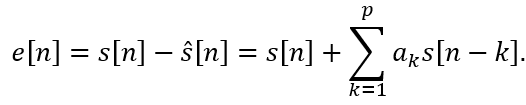 e[n] = s[n] − ŝ[n] = s[n] + ∑_{k=1}^{p} a_k s[n − k].